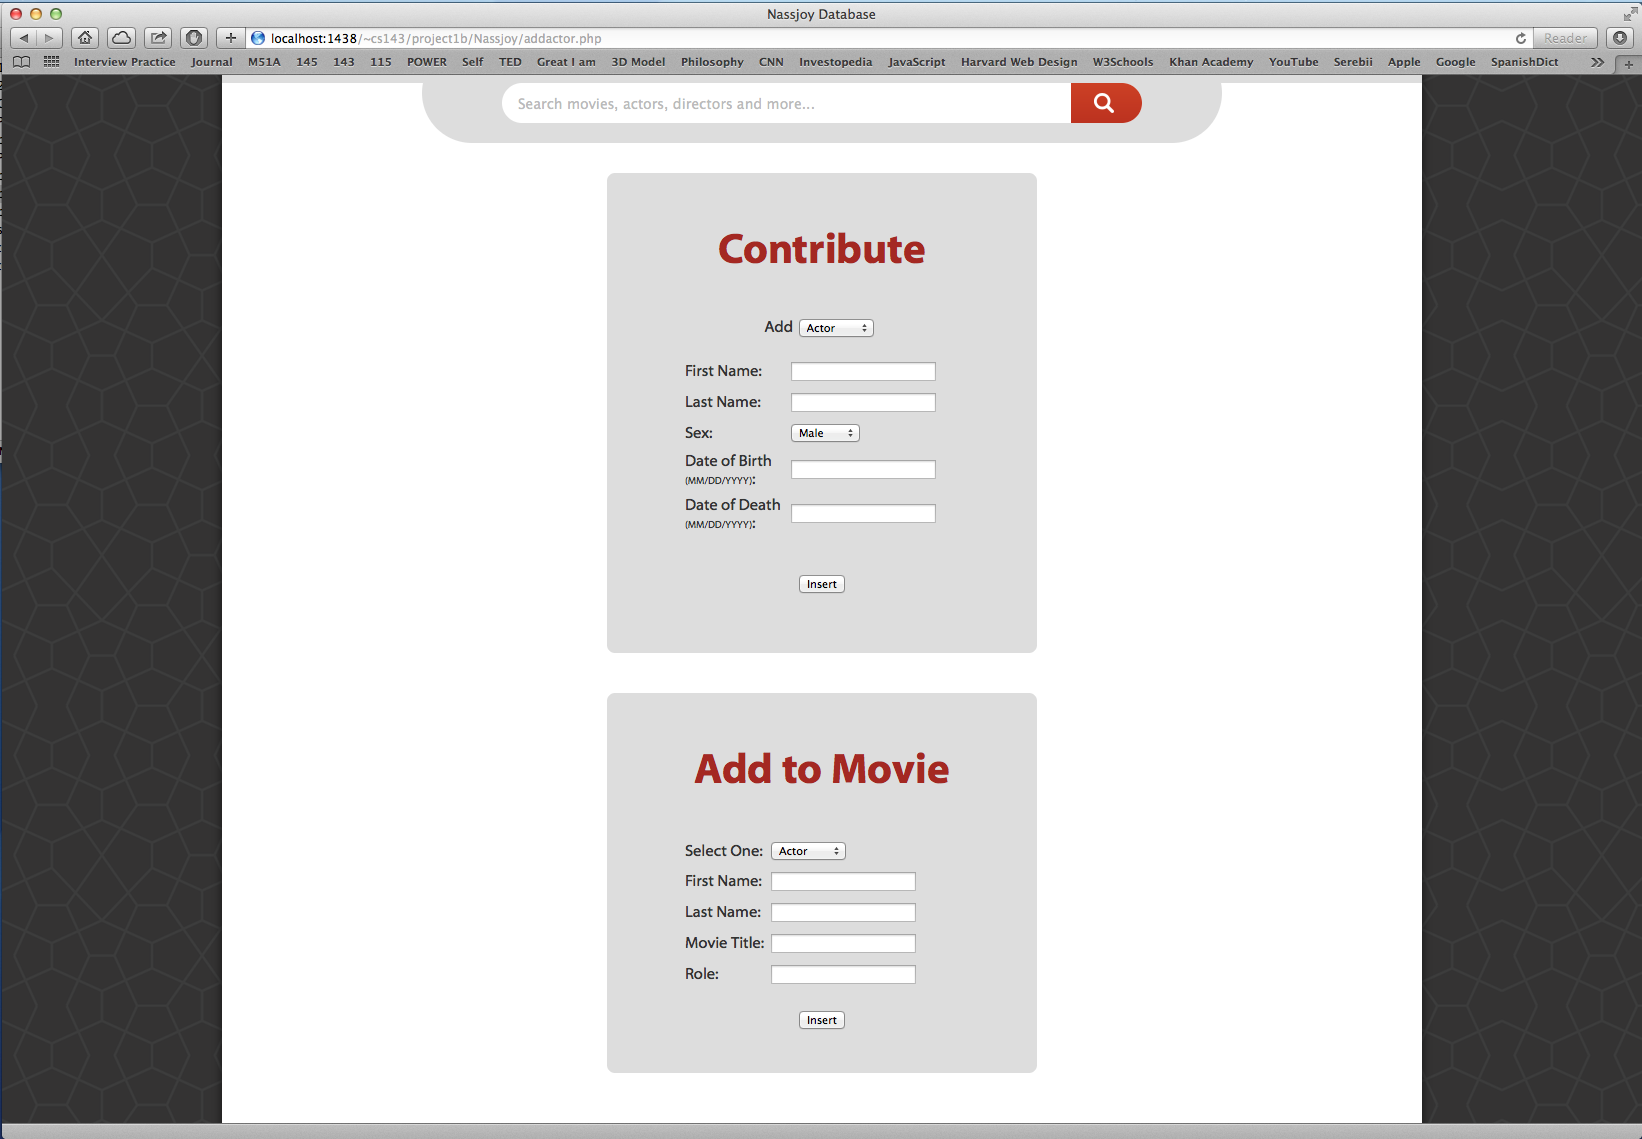 Nassjoy Database
localhost:1438/~cs143/project1b/Nassjoy/addactor.php
Reader
Interview Practice Journal M51A 145 143 115 POWER Self TED Great I am 3D Model Philosophy CNN Investopedia JavaScript Harvard Web Design W3Schools Khan Academy YouTube Serebii Apple Google SpanishDict
Search movies, actors, directors and more...
Contribute
Add Actor
First Name:
Last Name:
Sex: Male
Date of Birth
(MM/DD/YYYY):
Date of Death
(MM/DD/YYYY):
Insert
Add to Movie
Select One: Actor
First Name:
Last Name:
Movie Title:
Role:
Insert